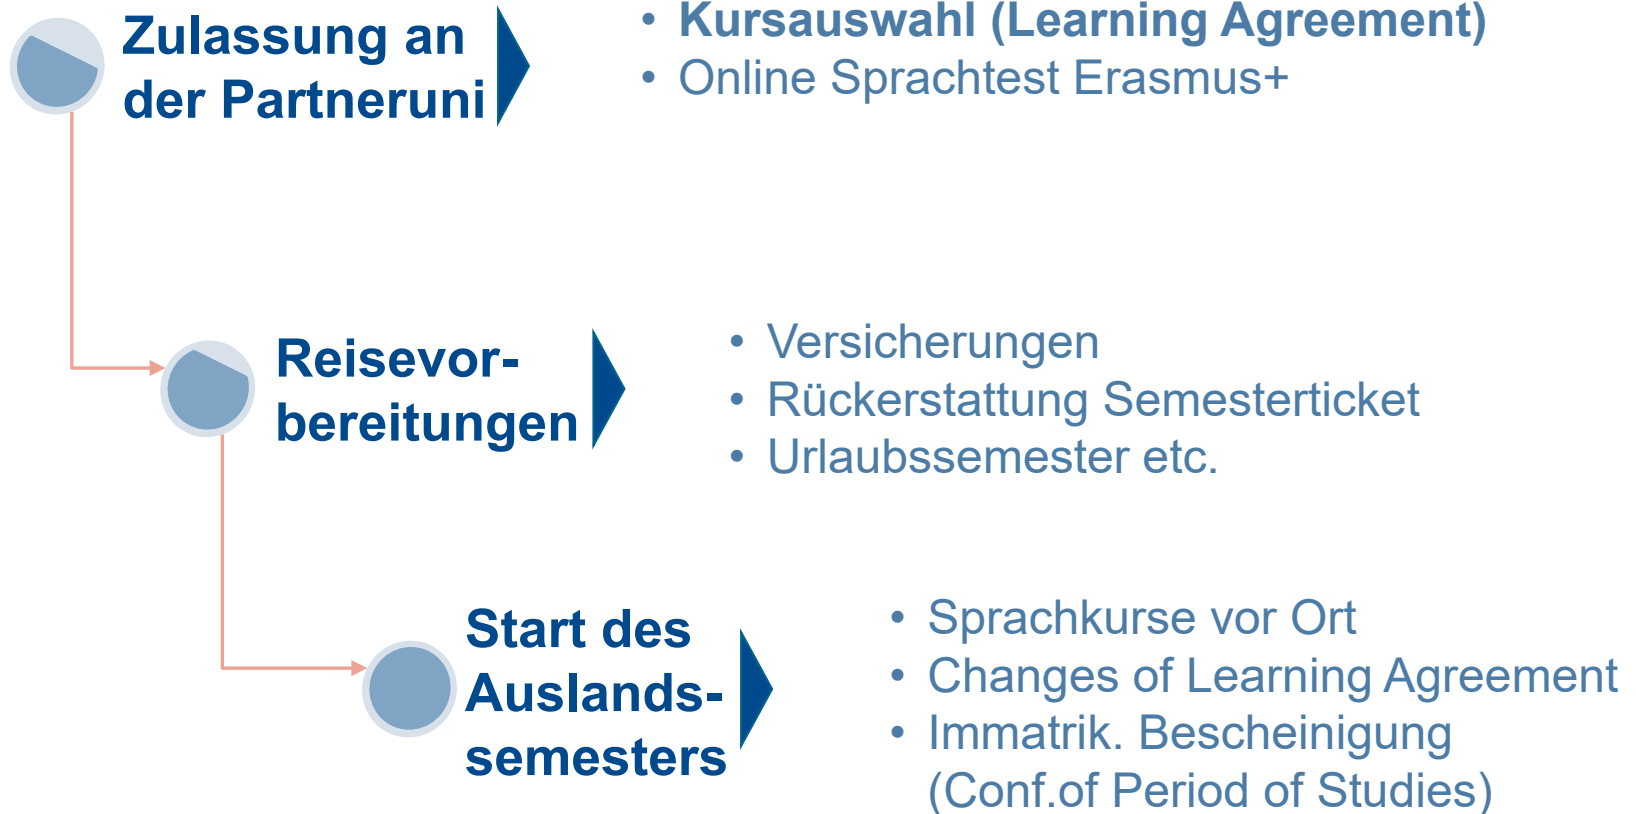 Zulassung an
der Partneruni
• Kursauswahl (Learning Agreement)
• Online Sprachtest Erasmus+
Reisevor-
bereitungen
• Versicherungen
• Rückerstattung Semesterticket
• Urlaubssemester etc.
Start des
Auslands-
semesters
• Sprachkurse vor Ort
• Changes of Learning Agreement
• Immatrik. Bescheinigung
(Conf.of Period of Studies)